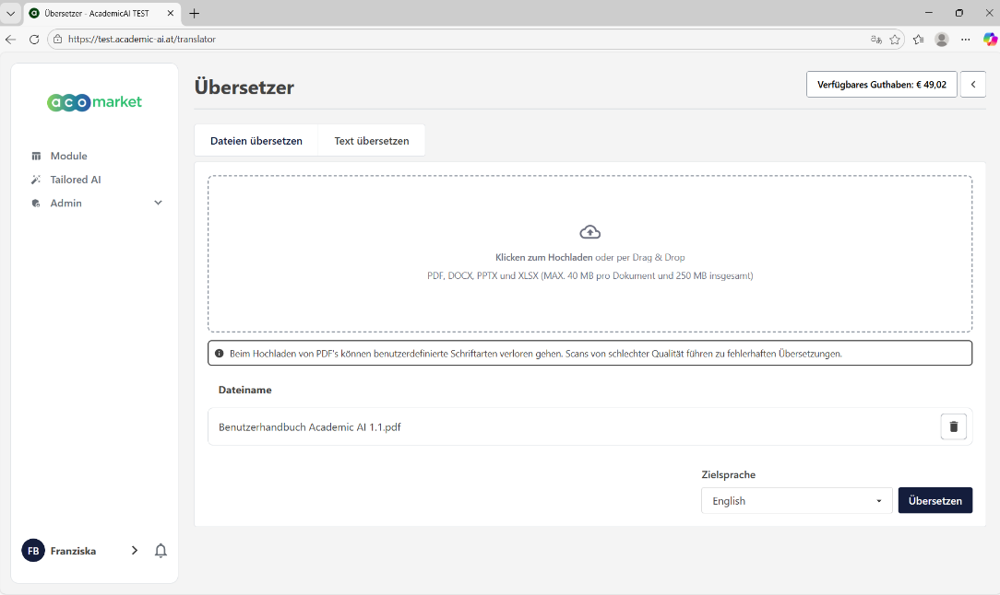 Übersetzer - AcademicAI TEST
https://test.academic-ai.at/translator
aco market
Module
Tailored AI
Admin
FB Franziska
Übersetzer
Verfügbares Guthaben: € 49,02
Dateien übersetzen
Text übersetzen
Klicken zum Hochladen oder per Drag & Drop
PDF, DOCX, PPTX und XLSX (MAX. 40 MB pro Dokument und 250 MB insgesamt)
Beim Hochladen von PDF's können benutzerdefinierte Schriftarten verloren gehen. Scans von schlechter Qualität führen zu fehlerhaften Übersetzungen.
Dateiname
Benutzerhandbuch Academic AI 1.1.pdf
Zielsprache
English
Übersetzen